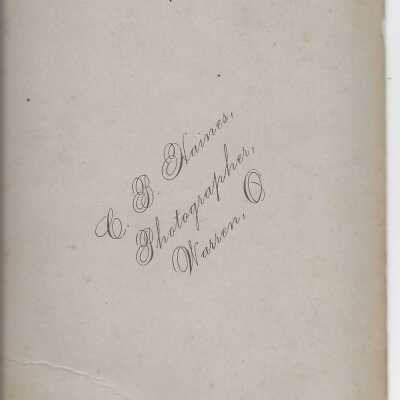 C. B. Haines,
Photographer,
Warren, O